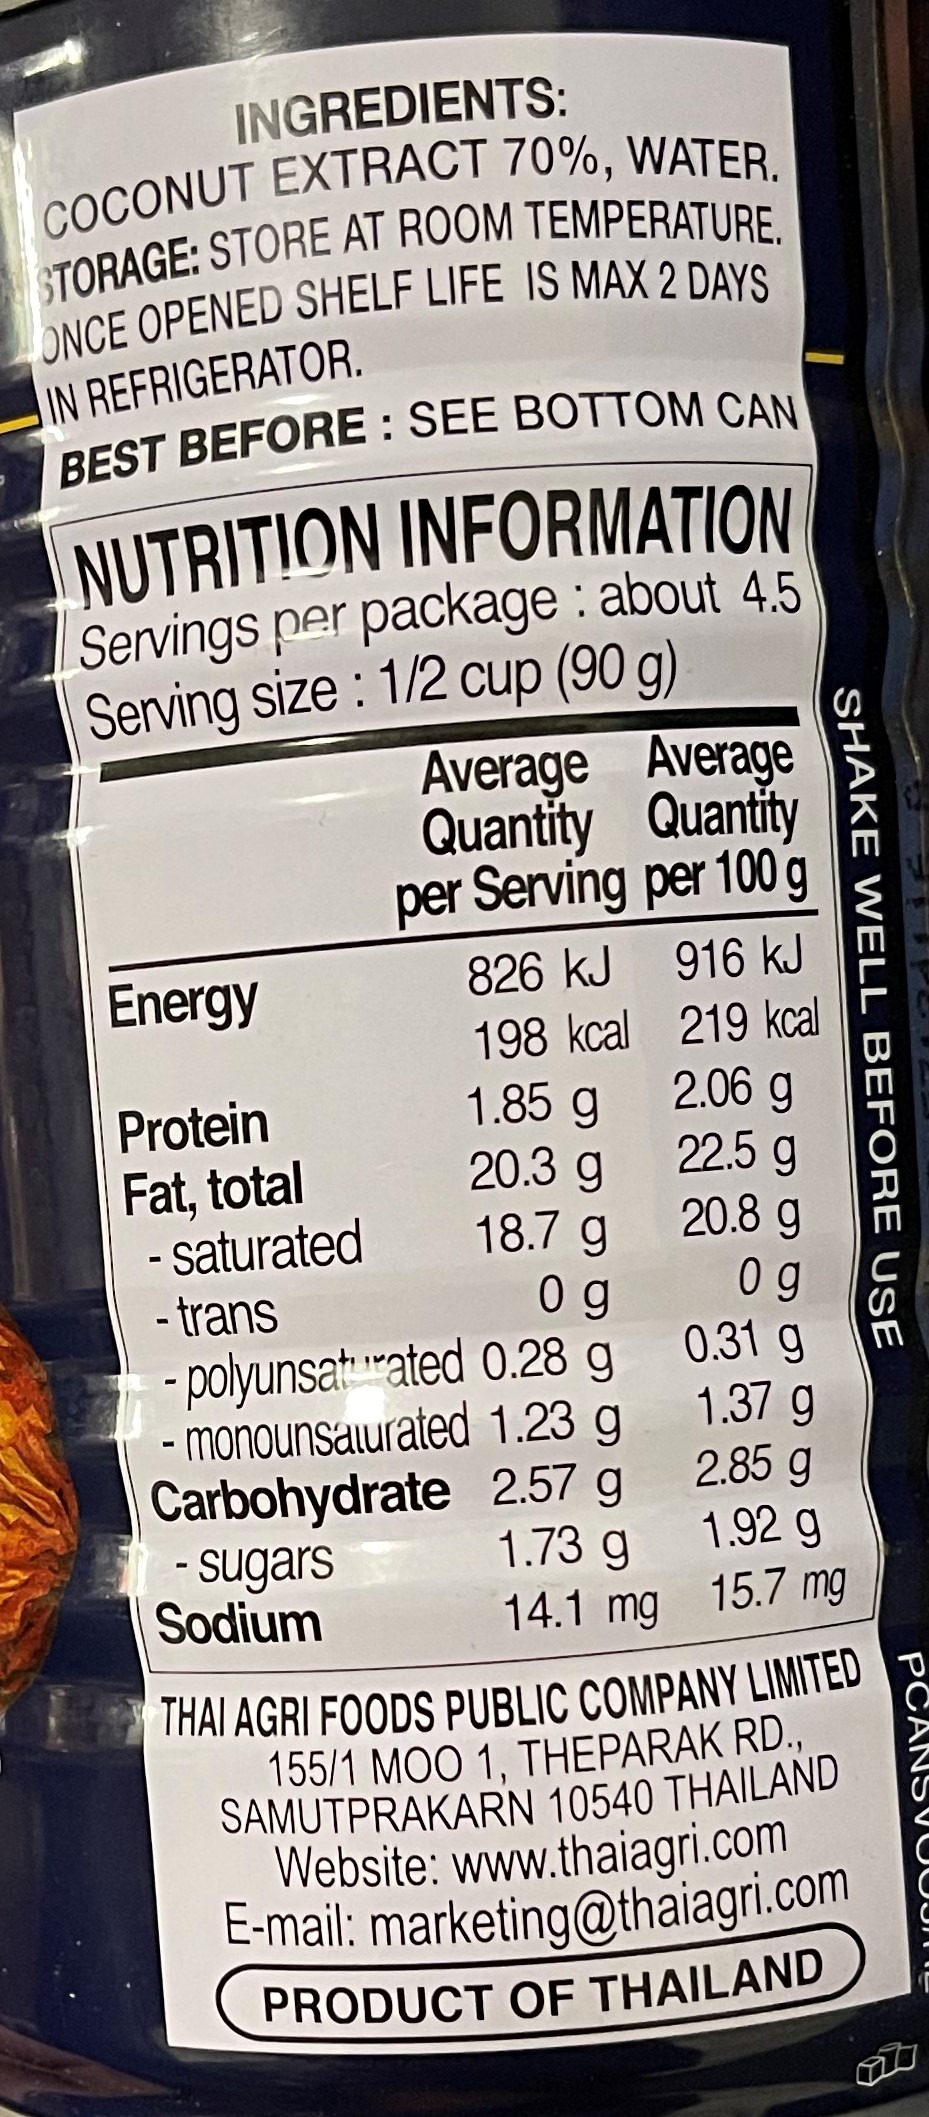 INGREDIENTS:
COCONUT EXTRACT 70%, WATER.
STORAGE: STORE AT ROOM TEMPERATURE.
ONCE OPENED SHELF LIFE IS MAX 2 DAYS
IN REFRIGERATOR.
BEST BEFORE : SEE BOTTOM CAN
NUTRITION INFORMATION
Servings per package : about 4.5
Serving size : 1/2 cup (90 g)
Average Average
Quantity Quantity
per Serving per 100 g
Energy 826 kJ 916 kJ
198 kcal 219 kcal
Protein 1.85 g 2.06 g
Fat, total 20.3 g 22.5 g
- saturated 18.7 g 20.8 g
- trans 0 g 0 g
- polyunsaturated 0.28 g 0.31 g
- monounsaturated 1.23 g 1.37 g
Carbohydrate 2.57 g 2.85 g
- sugars 1.73 g 1.92 g
Sodium 14.1 mg 15.7 mg
THAI AGRI FOODS PUBLIC COMPANY LIMITED
155/1 MOO 1, THEPARAK RD.,
SAMUTPRAKARN 10540 THAILAND
Website: www.thaiagri.com
E-mail: marketing@thaiagri.com
PRODUCT OF THAILAND
SHAKE WELL BEFORE USE